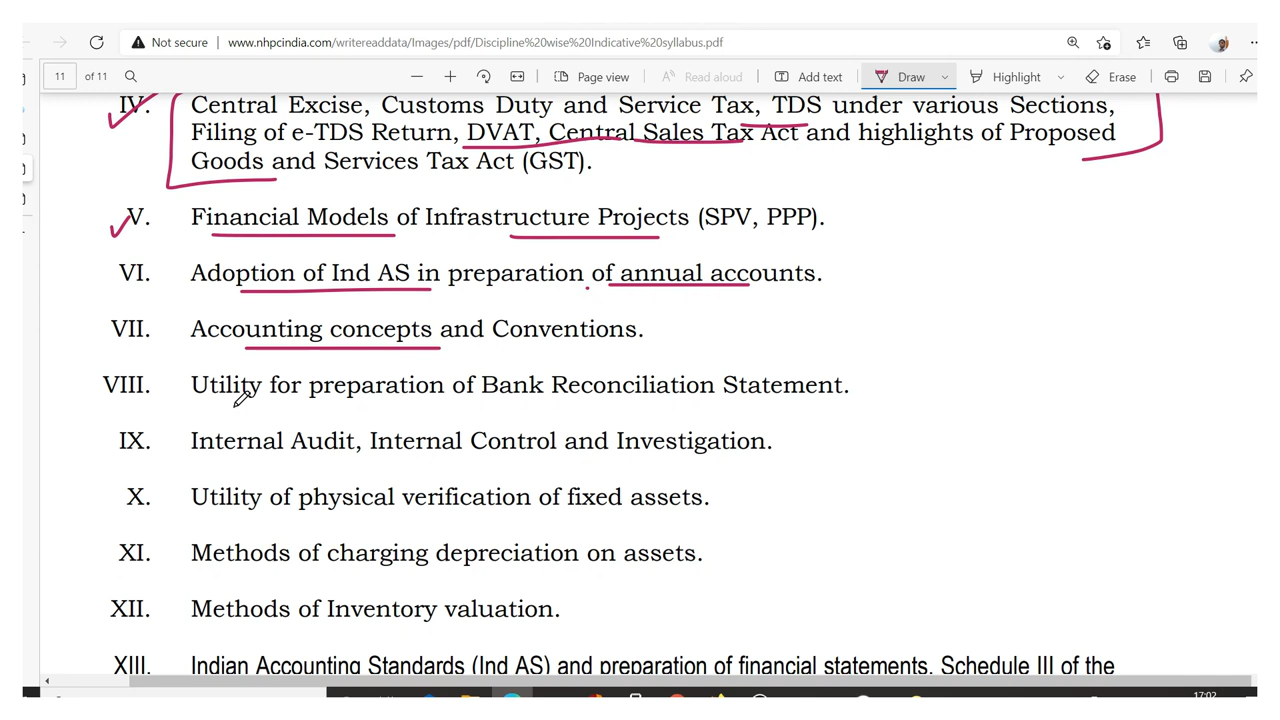 Not secure www.nhpcindia.com/writereaddata/Images/pdf/Discipline%20wise%20Indicative%20syllabus.pdf
11 of 11 Page view Read aloud Add text Draw Highlight Erase
IV. Central Excise, Customs Duty and Service Tax, TDS under various Sections,
Filing of e-TDS Return, DVAT, Central Sales Tax Act and highlights of Proposed
Goods and Services Tax Act (GST).
V. Financial Models of Infrastructure Projects (SPV, PPP).
VI. Adoption of Ind AS in preparation of annual accounts.
VII. Accounting concepts and Conventions.
VIII. Utility for preparation of Bank Reconciliation Statement.
IX. Internal Audit, Internal Control and Investigation.
X. Utility of physical verification of fixed assets.
XI. Methods of charging depreciation on assets.
XII. Methods of Inventory valuation.
XIII. Indian Accounting Standards (Ind AS) and preparation of financial statements. Schedule III of the
17:02